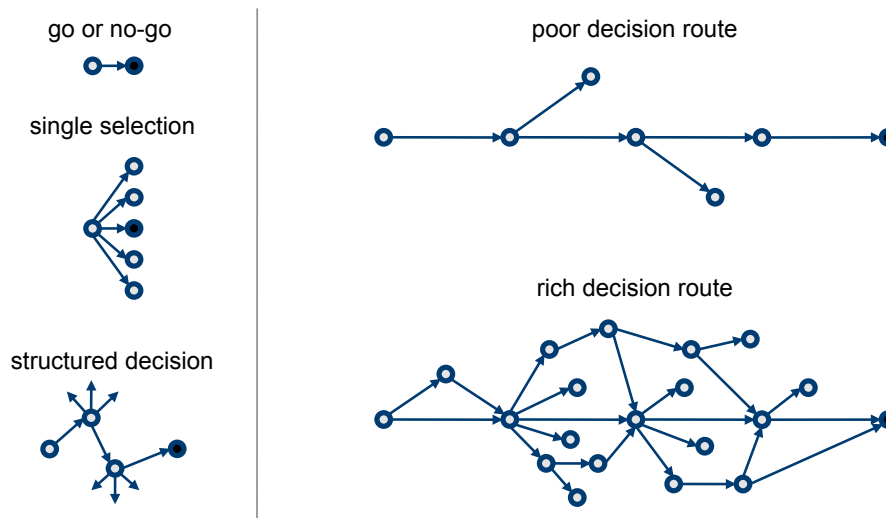 go or no-go
single selection
structured decision
poor decision route
rich decision route